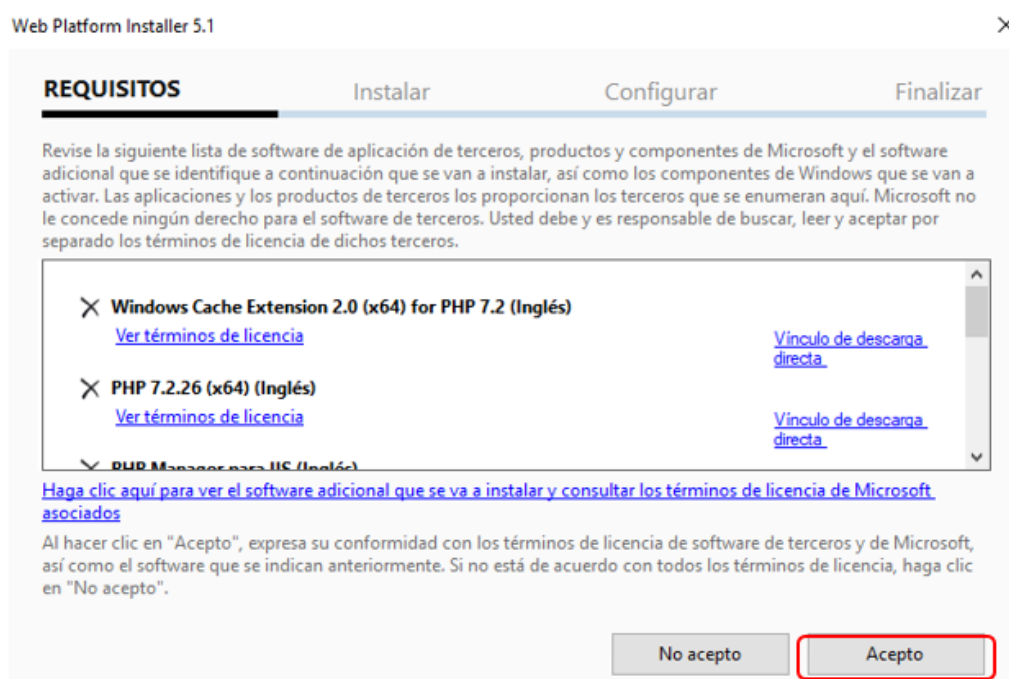 Web Platform Installer 5.1
REQUISITOS Instalar Configurar Finalizar
Revise la siguiente lista de software de aplicación de terceros, productos y componentes de Microsoft y el software
adicional que se identifique a continuación que se van a instalar, así como los componentes de Windows que se van a
activar. Las aplicaciones y los productos de terceros los proporcionan los terceros que se enumeran aquí. Microsoft no
le concede ningún derecho para el software de terceros. Usted debe y es responsable de buscar, leer y aceptar por
separado los términos de licencia de dichos terceros.
Windows Cache Extension 2.0 (x64) for PHP 7.2 (Inglés)
Ver términos de licencia
Vínculo de descarga
directa
PHP 7.2.26 (x64) (Inglés)
Ver términos de licencia
Vínculo de descarga
directa
PHP Manager para IIS (Inglés)
Haga clic aquí para ver el software adicional que se va a instalar y consultar los términos de licencia de Microsoft
asociados
Al hacer clic en "Acepto", expresa su conformidad con los términos de licencia de software de terceros y de Microsoft,
así como el software que se indican anteriormente. Si no está de acuerdo con todos los términos de licencia, haga clic
en "No acepto".
No acepto Acepto